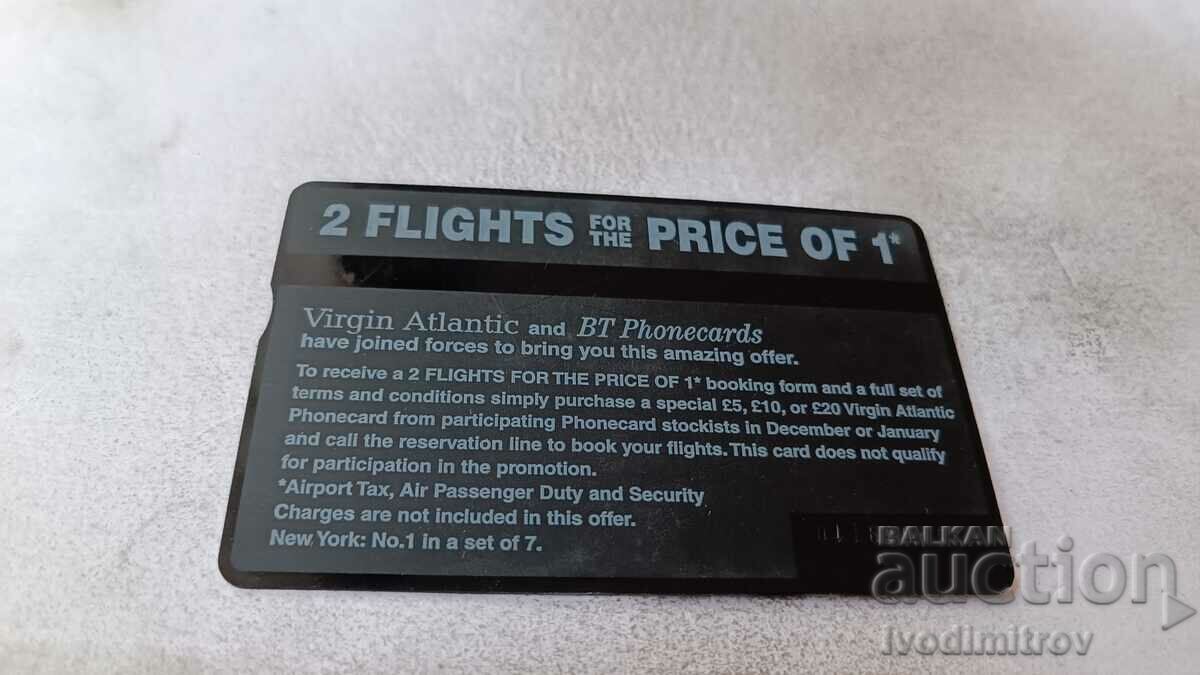 2 FLIGHTS FOR THE PRICE OF 1*
Virgin Atlantic and BT Phonecards
have joined forces to bring you this amazing offer.
To receive a 2 FLIGHTS FOR THE PRICE OF 1* booking form and a full set of
terms and conditions simply purchase a special £5, £10, or £20 Virgin Atlantic
Phonecard from participating Phonecard stockists in December or January
and call the reservation line to book your flights. This card does not qualify
for participation in the promotion.
*Airport Tax, Air Passenger Duty and Security
Charges are not included in this offer.
New York: No.1 in a set of 7.
BALKAN
auction
Ivodimitrov